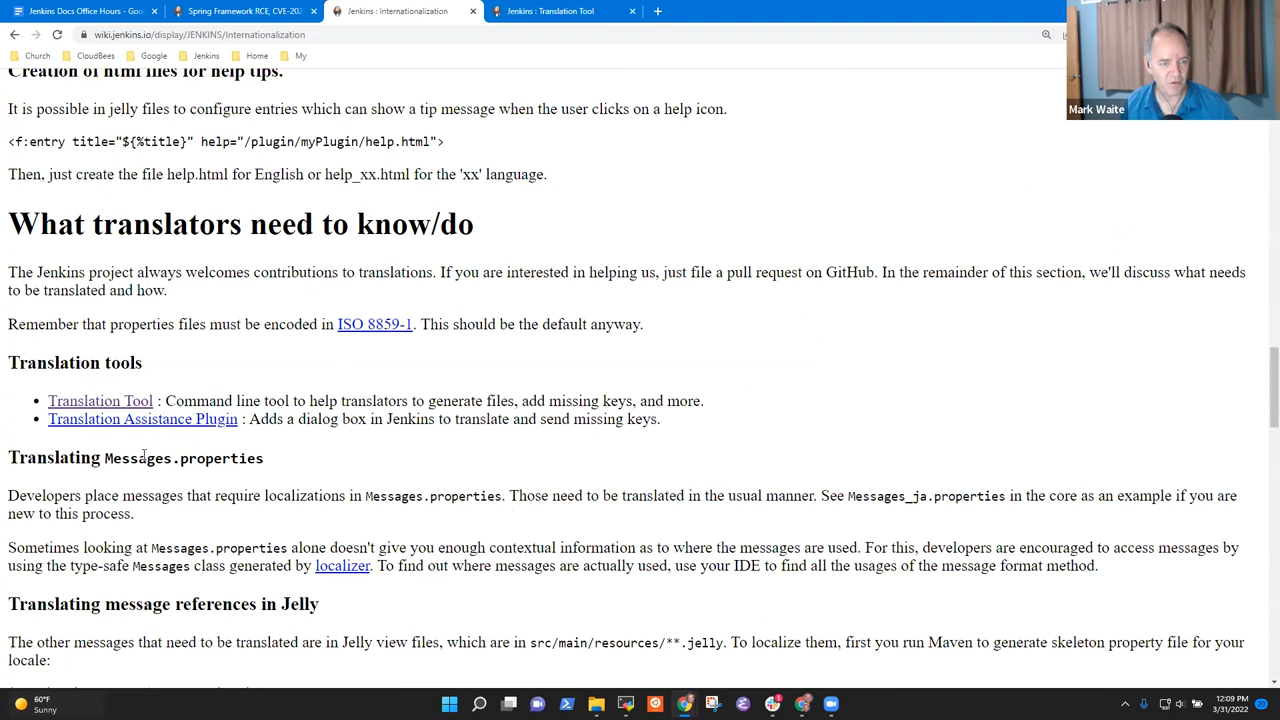 Jenkins Docs Office Hours - Goo
Spring Framework RCE, CVE-202
Jenkins : Internationalization
Jenkins : Translation Tool
wiki.jenkins.io/display/JENKINS/Internationalization
Church
CloudBees
Google
Jenkins
Home
My
Mark Waite
Creation of html files for help tips.
It is possible in jelly files to configure entries which can show a tip message when the user clicks on a help icon.
<f:entry title="${%title}" help="/plugin/myPlugin/help.html">
Then, just create the file help.html for English or help_xx.html for the 'xx' language.
What translators need to know/do
The Jenkins project always welcomes contributions to translations. If you are interested in helping us, just file a pull request on GitHub. In the remainder of this section, we'll discuss what needs
to be translated and how.
Remember that properties files must be encoded in ISO 8859-1. This should be the default anyway.
Translation tools
• Translation Tool : Command line tool to help translators to generate files, add missing keys, and more.
• Translation Assistance Plugin : Adds a dialog box in Jenkins to translate and send missing keys.
Translating Messages.properties
Developers place messages that require localizations in Messages.properties. Those need to be translated in the usual manner. See Messages_ja.properties in the core as an example if you are
new to this process.
Sometimes looking at Messages.properties alone doesn't give you enough contextual information as to where the messages are used. For this, developers are encouraged to access messages by
using the type-safe Messages class generated by localizer. To find out where messages are actually used, use your IDE to find all the usages of the message format method.
Translating message references in Jelly
The other messages that need to be translated are in Jelly view files, which are in src/main/resources/**.jelly. To localize them, first you run Maven to generate skeleton property file for your
locale:
60°F
Sunny
12:09 PM
3/31/2022
20